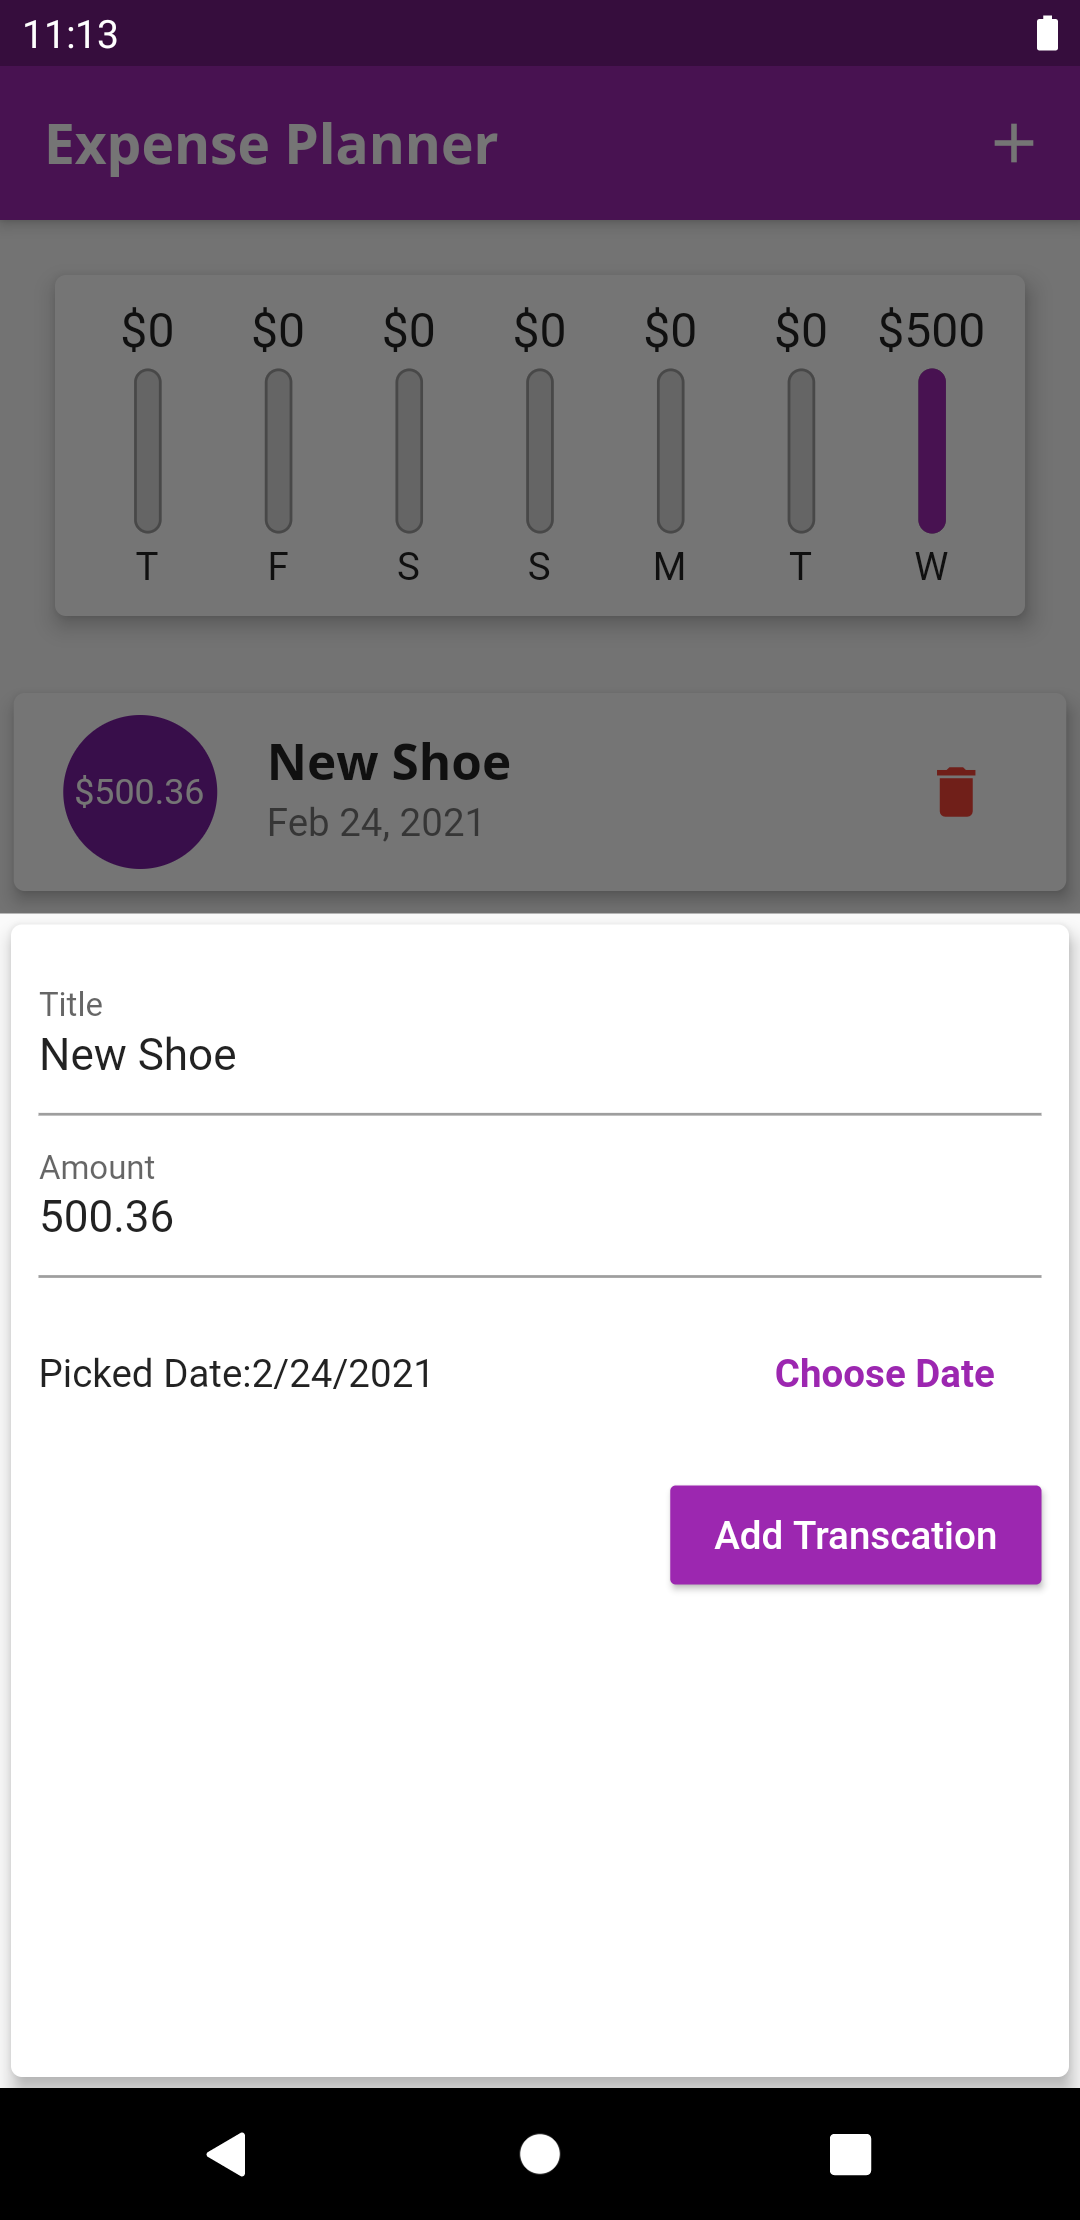 11:13
Expense Planner
$0 $0 $0 $0 $0 $0 $500
T F S S M T W
$500.36
New Shoe
Feb 24, 2021
Title
New Shoe
Amount
500.36
Picked Date:2/24/2021 Choose Date
Add Transcation